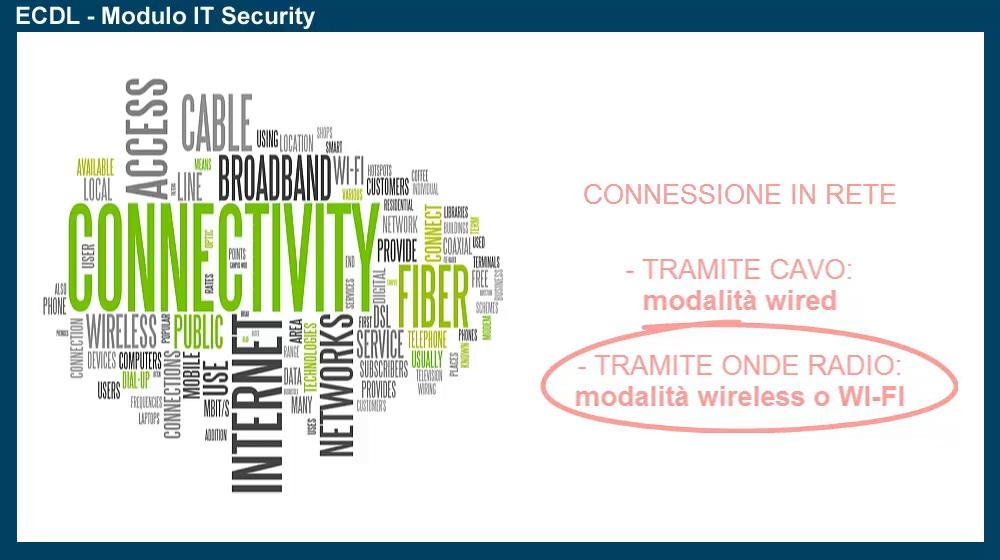 ECDL - Modulo IT Security
ACCESS
CABLE
USING
LOCATION
SHOPS
SMART
AVAILABLE
LOCAL
MEANS
LINE
BROADBAND
WI-FI
HOTSPOTS
COFFEE
VARIOUS
CUSTOMERS
INDIVIDUAL
CONNECTIVITY
RESIDENTIAL
NETWORK
CONNECT
LIBRARIES
BUILDINGS
TERM
USER
OPTIC
POINTS
PROVIDE
COAXIAL
USED
END
TERMINALS
RATES
SERVICES
DIGITAL
FIBER
FREE
BUSINESS
ALSO
PHONE
SCHEMES
CONNECTION
WIRELESS
POPULAR
PUBLIC
INTERNET
AREA
TECHNOLOGIES
NETWORKS
FIRST
DSL
SERVICE
TELEPHONE
PHONES
MODEM
DEVICES
COMPUTERS
RANGE
USUALLY
KNOWN
PLACES
DIAL-UP
CONNECTIONS
MOBILE
USE
DATA
SUBSCRIBERS
TELEVISION
USERS
PROVIDES
WIRING
FREQUENCIES
LAPTOPS
MBIT/S
MANY
CUSTOMER'S
ADDITION
USES
CONNESSIONE IN RETE
- TRAMITE CAVO:
modalità wired
- TRAMITE ONDE RADIO:
modalità wireless o WI-FI